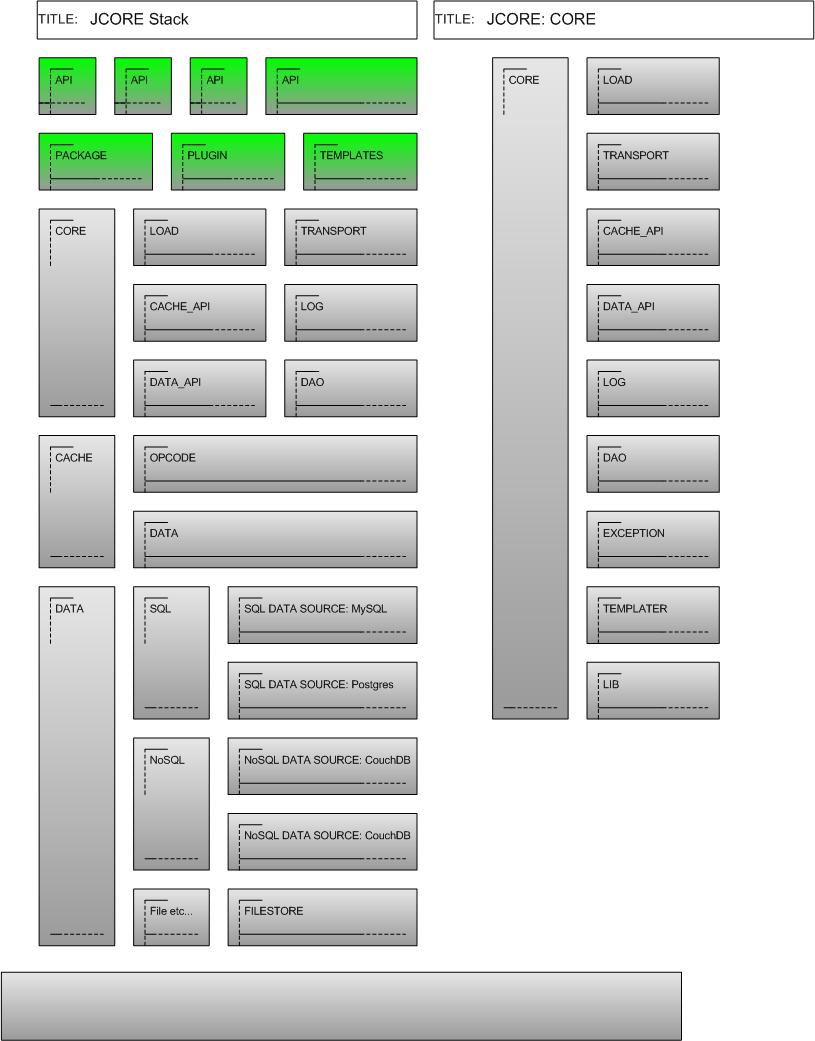 TITLE: JCORE Stack
API API API API
PACKAGE PLUGIN TEMPLATES
CORE LOAD TRANSPORT
CACHE_API LOG
DATA_API DAO
CACHE OPCODE
DATA
DATA SQL SQL DATA SOURCE: MySQL
SQL DATA SOURCE: Postgres
NoSQL NoSQL DATA SOURCE: CouchDB
NoSQL DATA SOURCE: CouchDB
File etc... FILESTORE
TITLE: JCORE: CORE
CORE LOAD
TRANSPORT
CACHE_API
DATA_API
LOG
DAO
EXCEPTION
TEMPLATER
LIB